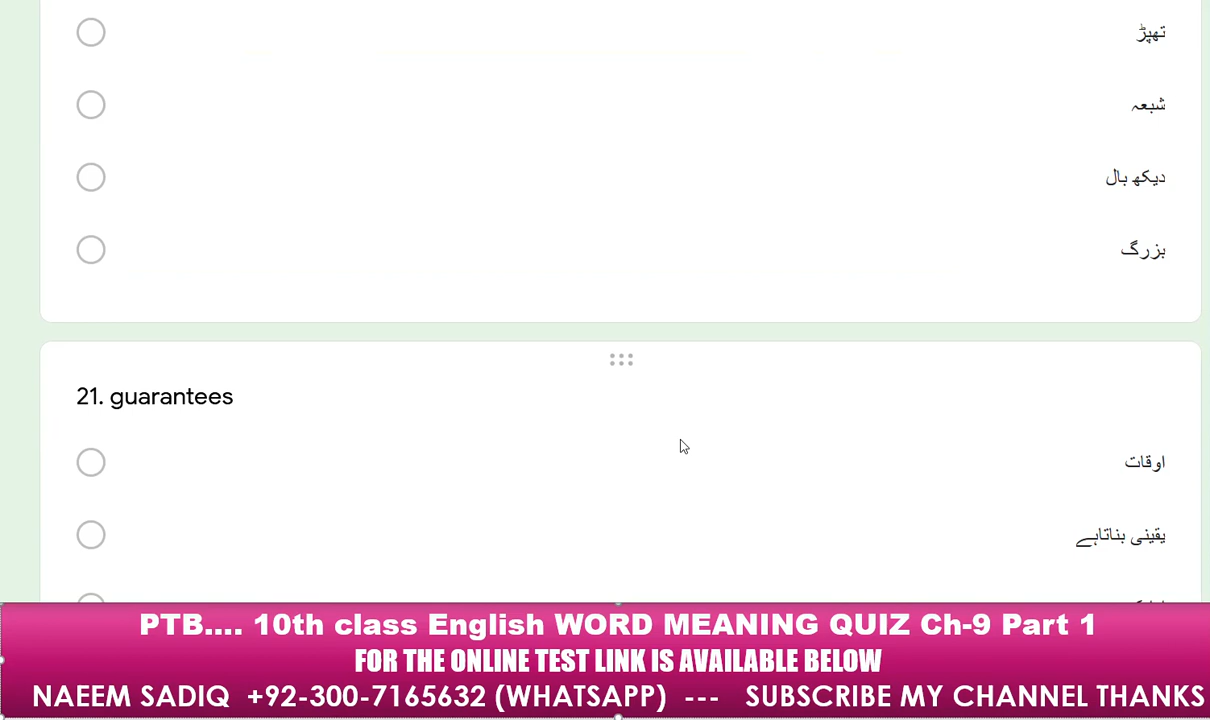 تھپڑ
شبعہ
دیکھ بال
بزرگ
21. guarantees
اوقات
یقینی بناتاہے
PTB.... 10th class English WORD MEANING QUIZ Ch-9 Part 1
FOR THE ONLINE TEST LINK IS AVAILABLE BELOW
NAEEM SADIQ +92-300-7165632 (WHATSAPP) --- SUBSCRIBE MY CHANNEL THANKS